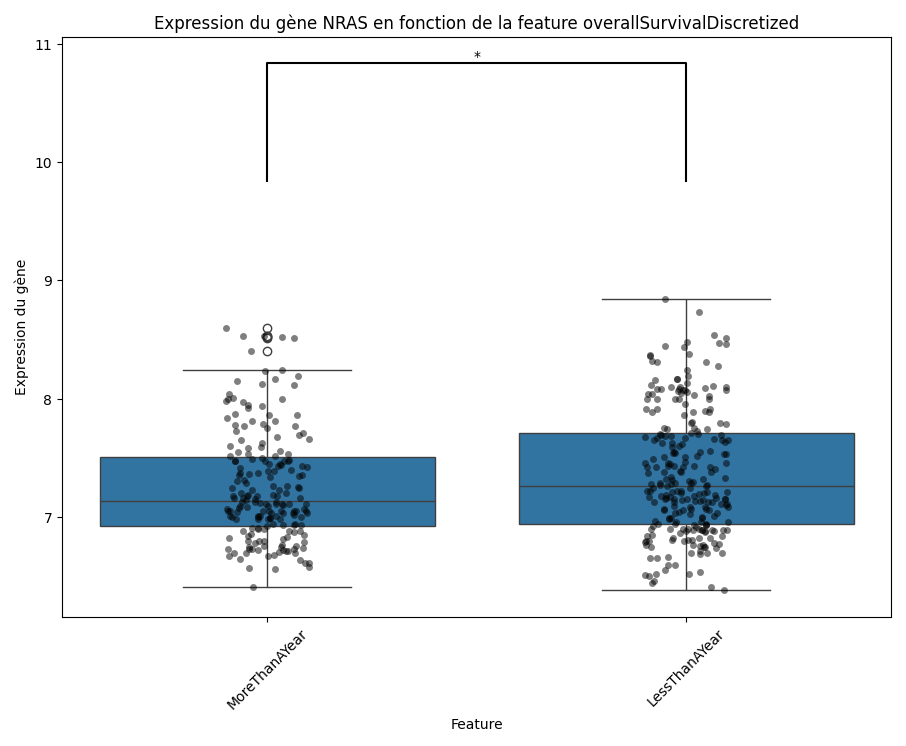 Expression du gène NRAS en fonction de la feature overallSurvivalDiscretized
*
11
10
9
8
7
Expression du gène
MoreThanAYear
LessThanAYear
Feature